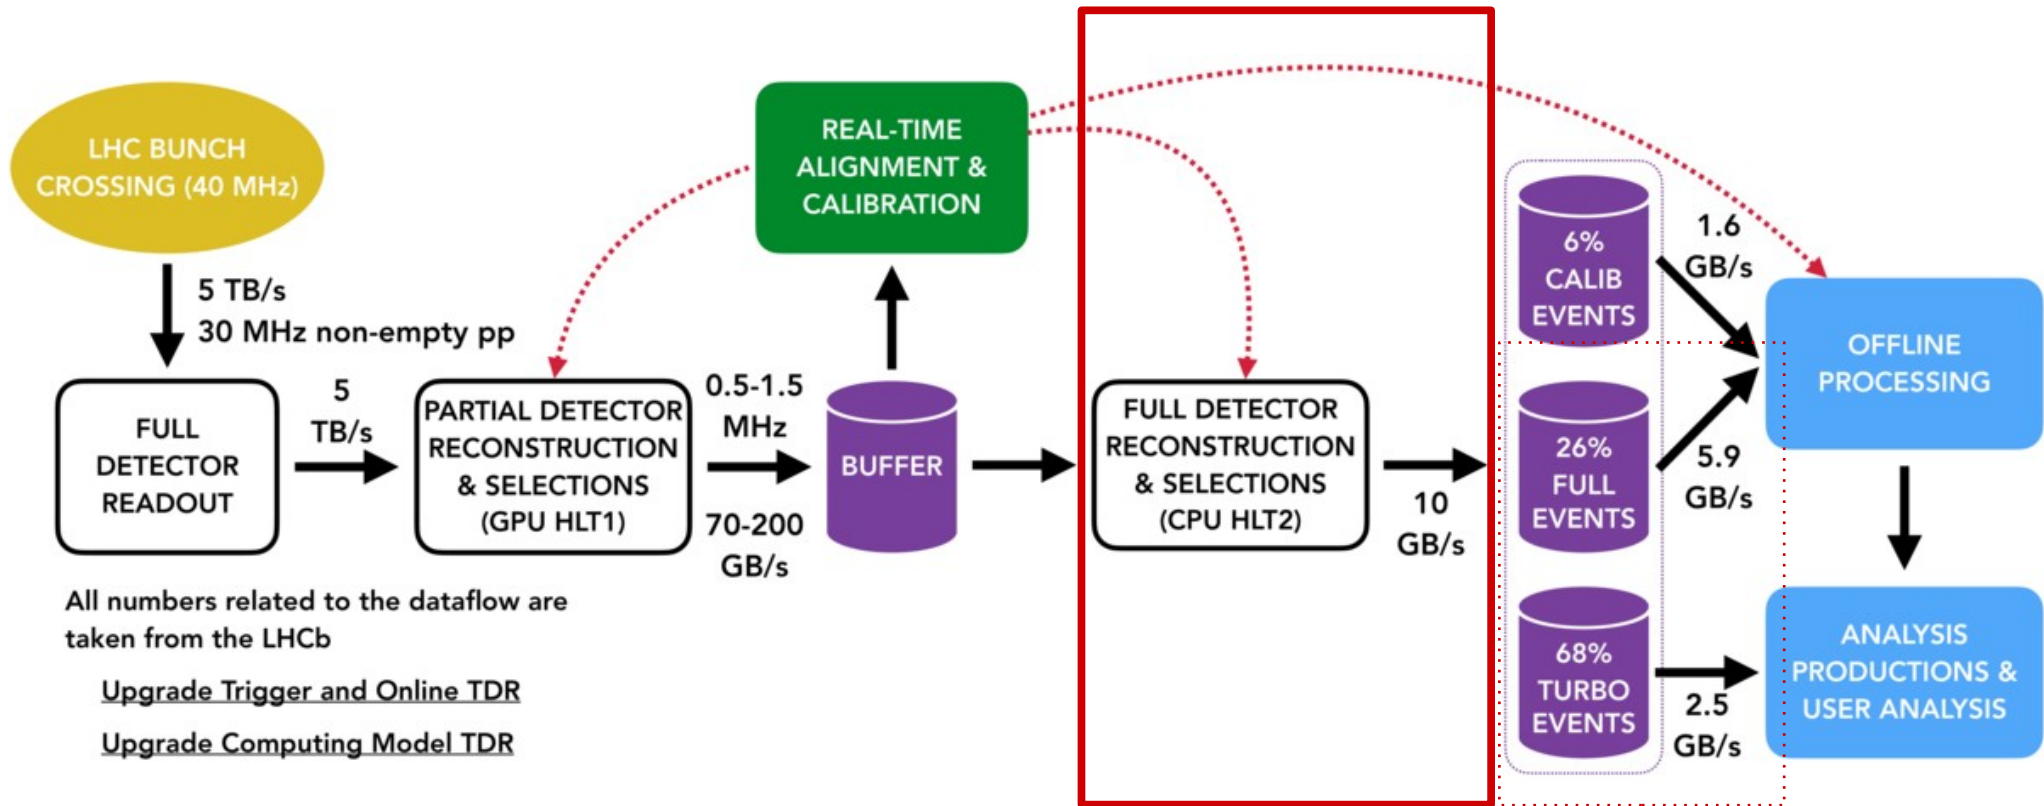 LHC BUNCH
CROSSING (40 MHz)
5 TB/s
30 MHz non-empty pp
FULL
DETECTOR
READOUT
5
TB/s
PARTIAL DETECTOR
RECONSTRUCTION
& SELECTIONS
(GPU HLT1)
0.5-1.5
MHz
70-200
GB/s
BUFFER
REAL-TIME
ALIGNMENT &
CALIBRATION
FULL DETECTOR
RECONSTRUCTION
& SELECTIONS
(CPU HLT2)
10
GB/s
6%
CALIB
EVENTS
1.6
GB/s
26%
FULL
EVENTS
5.9
GB/s
68%
TURBO
EVENTS
2.5
GB/s
OFFLINE
PROCESSING
ANALYSIS
PRODUCTIONS &
USER ANALYSIS
All numbers related to the dataflow are
taken from the LHCb
Upgrade Trigger and Online TDR
Upgrade Computing Model TDR